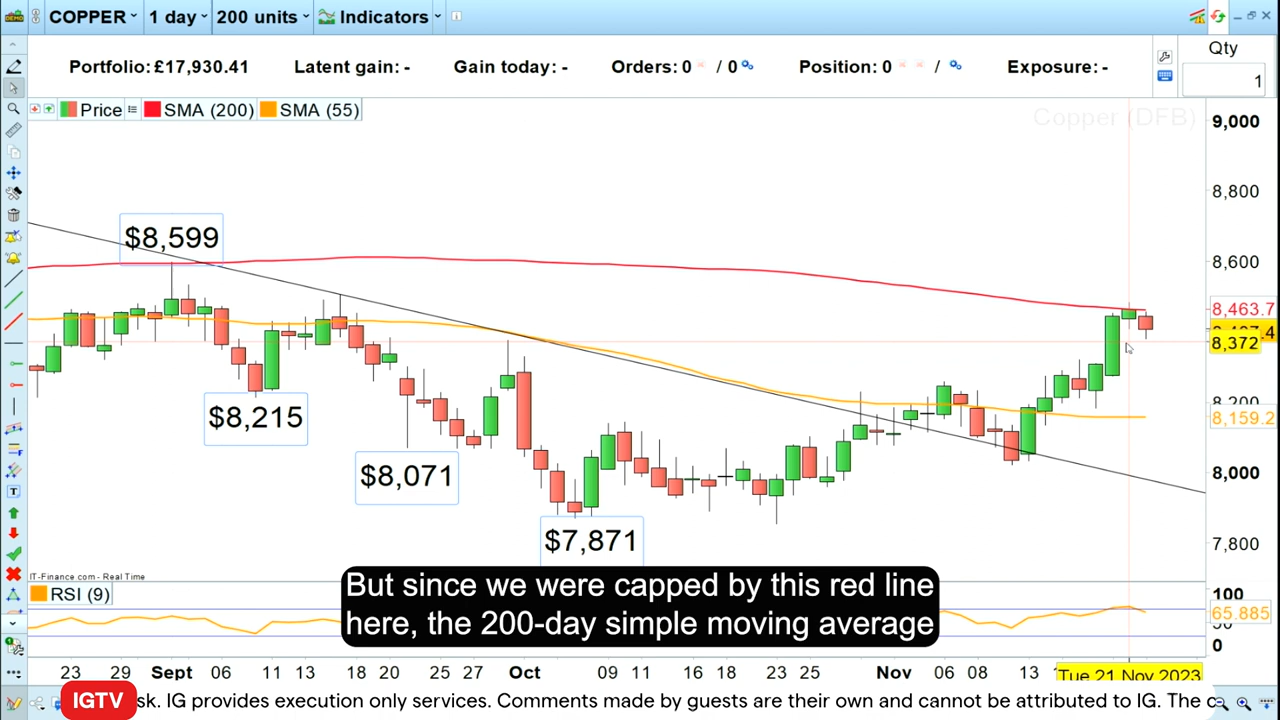 DEMO COPPER 1 day 200 units Indicators
Qty
Portfolio:£17,930.41 Latent gain: - Gain today: - Orders: 0 / 0 Position: 0 / Exposure: -
1
Price SMA (200) SMA (55)
Copper (DFB)
9,000
8,800
$8,599
8,600
8,463.7
8,372
$8,215
8,200
8,159.2
$8,071
8,000
$7,871
7,800
IT-Finance.com - Real Time
But since we were capped by this red line
here, the 200-day simple moving average
RSI (9)
100
65.885
50
0
23 29 Sept 06 11 18 20 26 Oct 09 11 16 18 23 Nov 06 08 13 Tue 21 Nov 2023
IGTV
sk. IG provides execution only services. Comments made by guests are their own and cannot be attributed to IG. The c